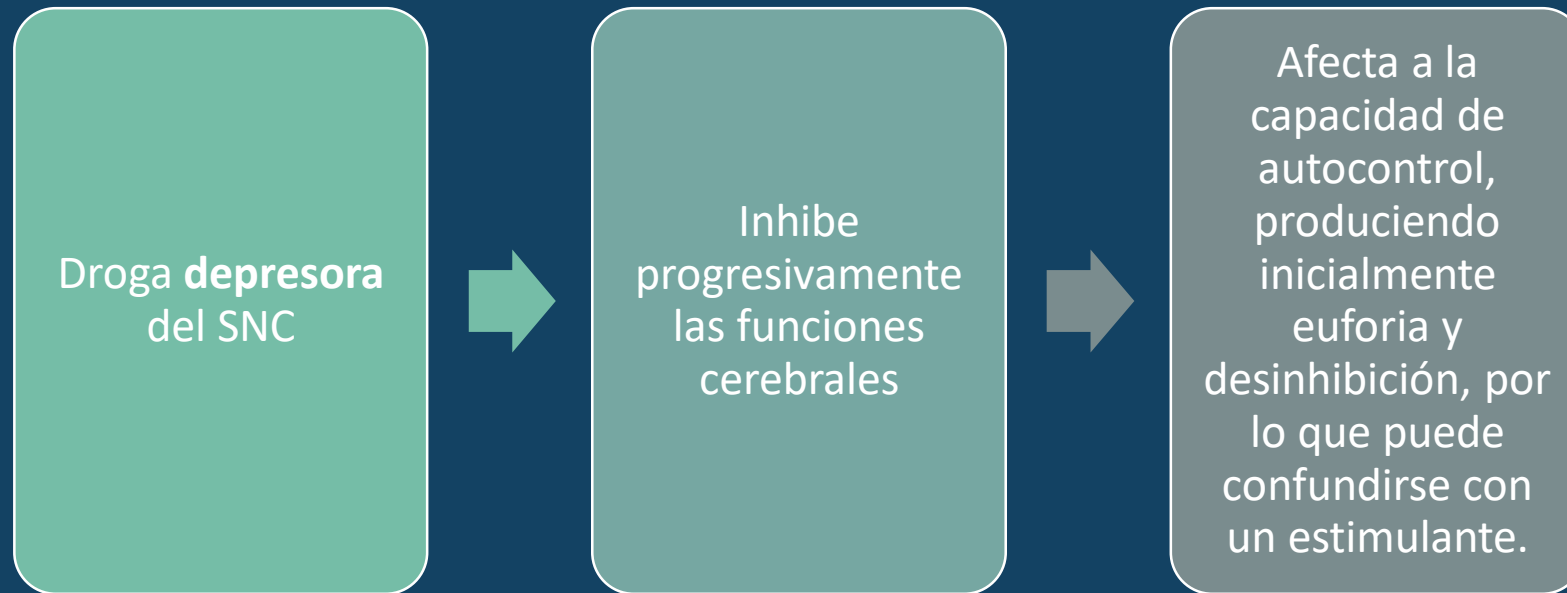 Droga depresora
del SNC
Inhibe
progresivamente
las funciones
cerebrales
Afecta a la
capacidad de
autocontrol,
produciendo
inicialmente
euforia y
desinhibición, por
lo que puede
confundirse con
un estimulante.